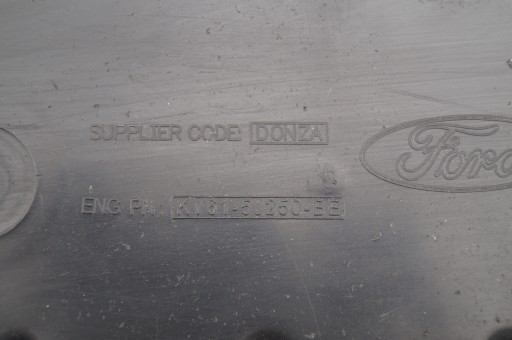 SUPPLIER CODE DONZA
Ford
ENG P.N.